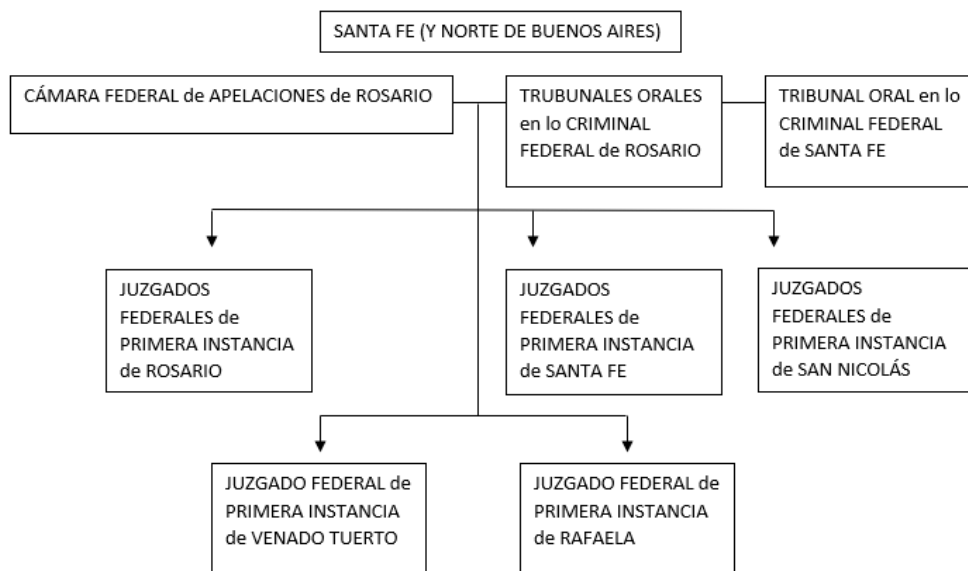 SANTA FE (Y NORTE DE BUENOS AIRES)
CÁMARA FEDERAL de APELACIONES de ROSARIO
TRUBUNALES ORALES
en lo CRIMINAL
FEDERAL de ROSARIO
TRIBUNAL ORAL en lo
CRIMINAL FEDERAL
de SANTA FE
JUZGADOS
FEDERALES de
PRIMERA INSTANCIA
de ROSARIO
JUZGADOS
FEDERALES de
PRIMERA INSTANCIA
de SANTA FE
JUZGADOS
FEDERALES de
PRIMERA INSTANCIA
de SAN NICOLÁS
JUZGADO FEDERAL de
PRIMERA INSTANCIA
de VENADO TUERTO
JUZGADO FEDERAL de
PRIMERA INSTANCIA
de RAFAELA